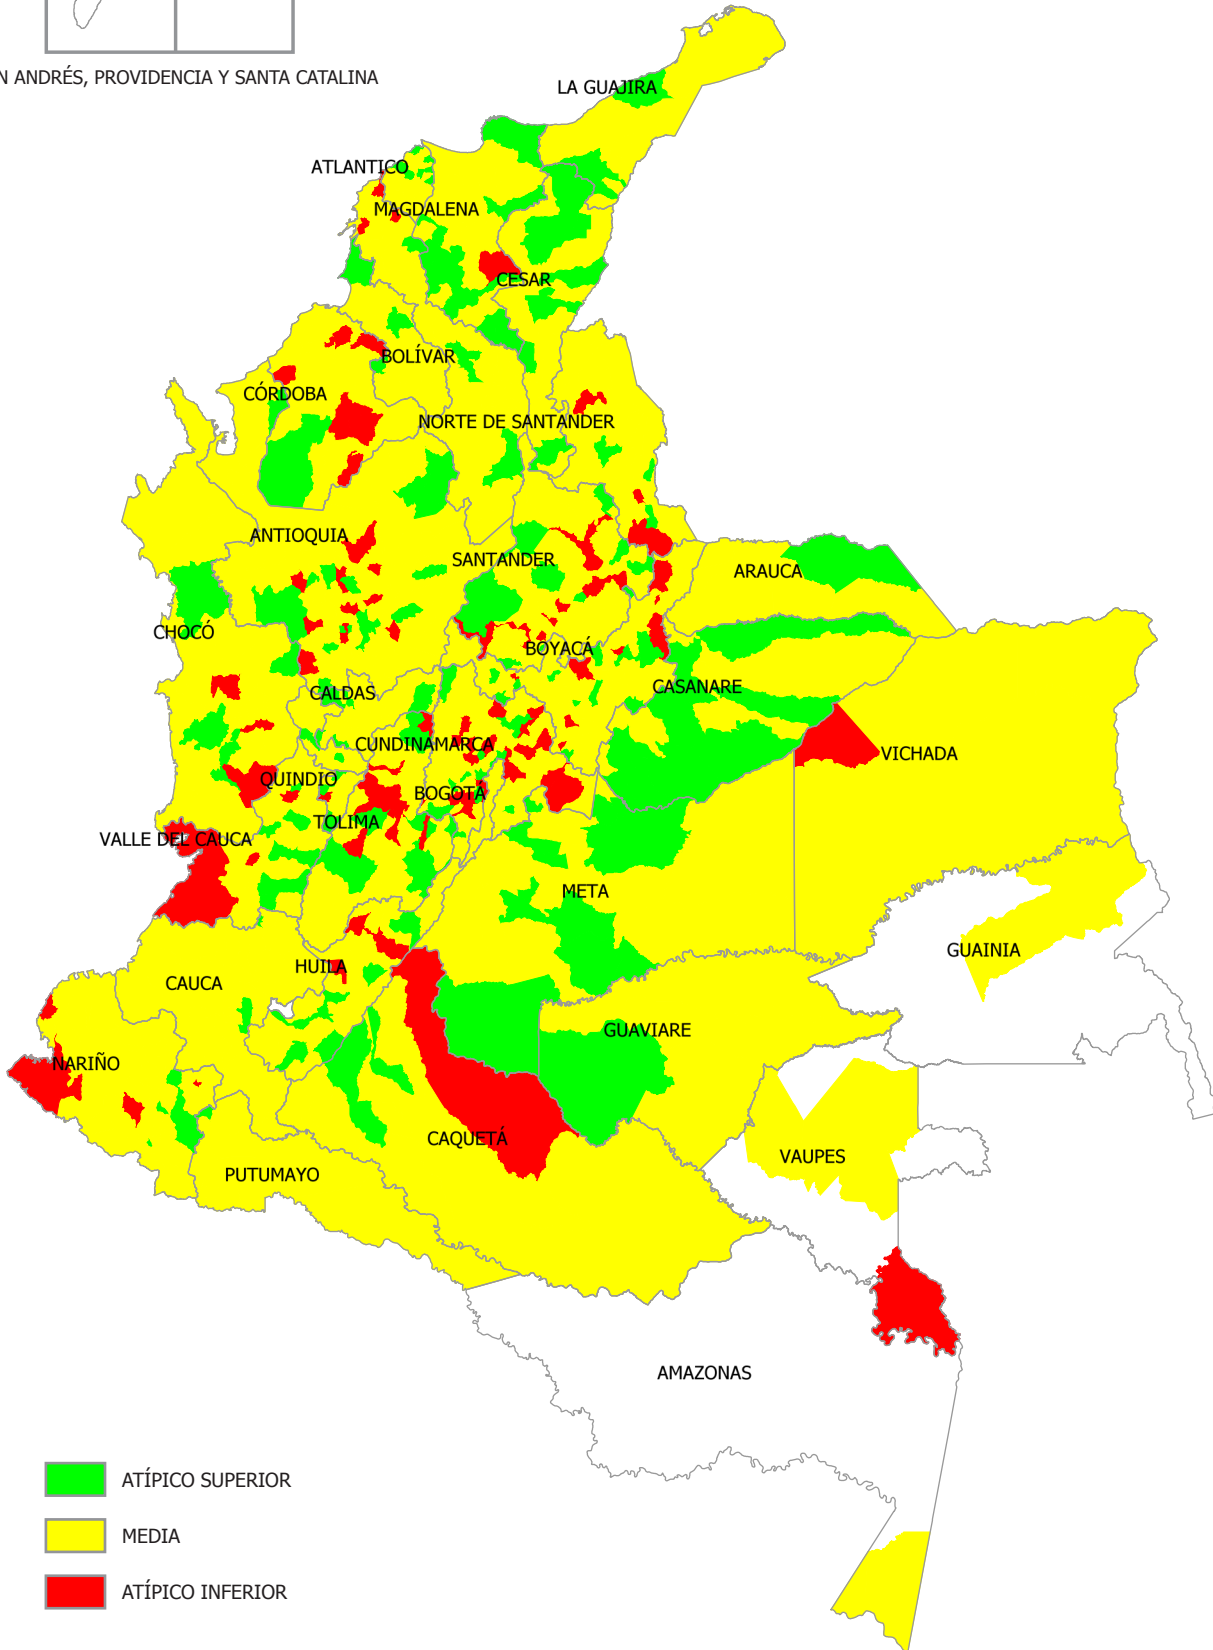 N ANDRÉS, PROVIDENCIA Y SANTA CATALINA
LA GUAJIRA
ATLANTICO
MAGDALENA
CESAR
BOLÍVAR
CÓRDOBA
NORTE DE SANTANDER
ANTIOQUIA
SANTANDER
ARAUCA
CHOCÓ
BOYACÁ
CASANARE
CALDAS
CUNDINAMARCA
VICHADA
QUINDIO
BOGOTÁ
TOLIMA
VALLE DEL CAUCA
META
GUAINIA
HUILA
CAUCA
GUAVIARE
NARIÑO
CAQUETÁ
VAUPES
PUTUMAYO
AMAZONAS
ATÍPICO SUPERIOR
MEDIA
ATÍPICO INFERIOR